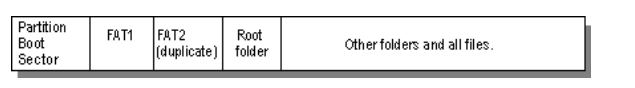 Partition
Boot
Sector
FAT1
FAT2
(duplicate)
Root
folder
Other folders and all files.